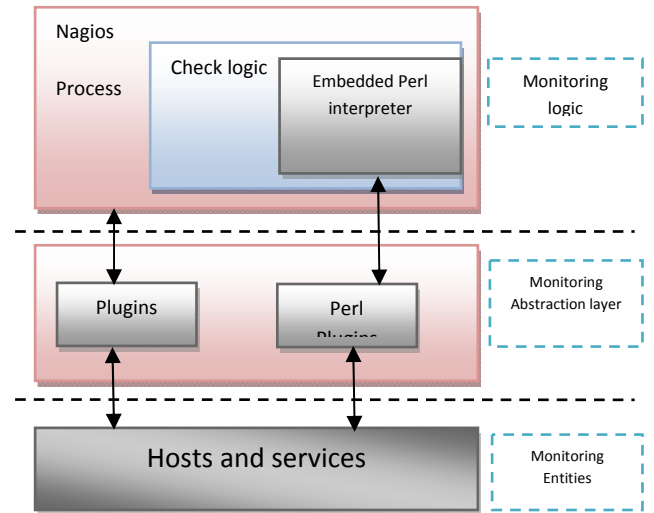 Nagios
Process
Check logic
Embedded Perl
interpreter
Monitoring
logic
Plugins
Perl
Plugins
Monitoring
Abstraction layer
Hosts and services
Monitoring
Entities